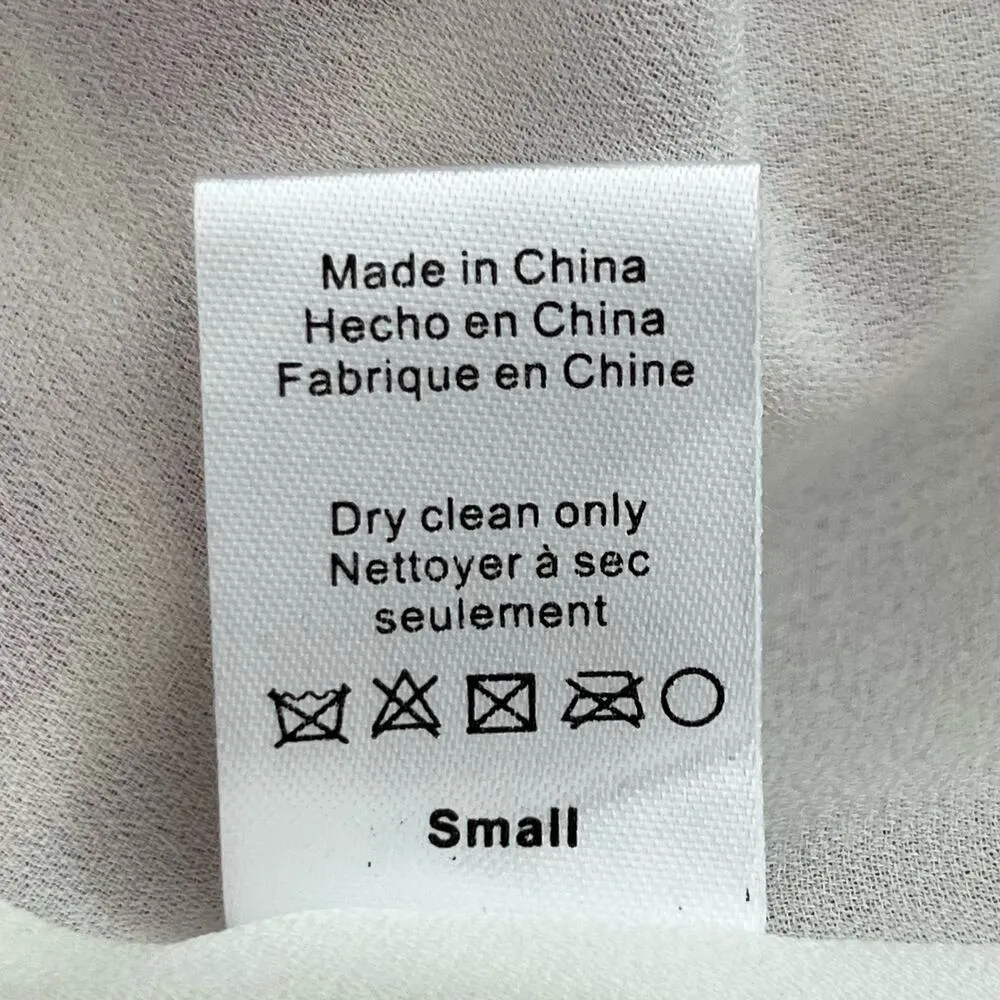 Made in China
Hecho en China
Fabrique en Chine
Dry clean only
Nettoyer à sec
seulement
Small